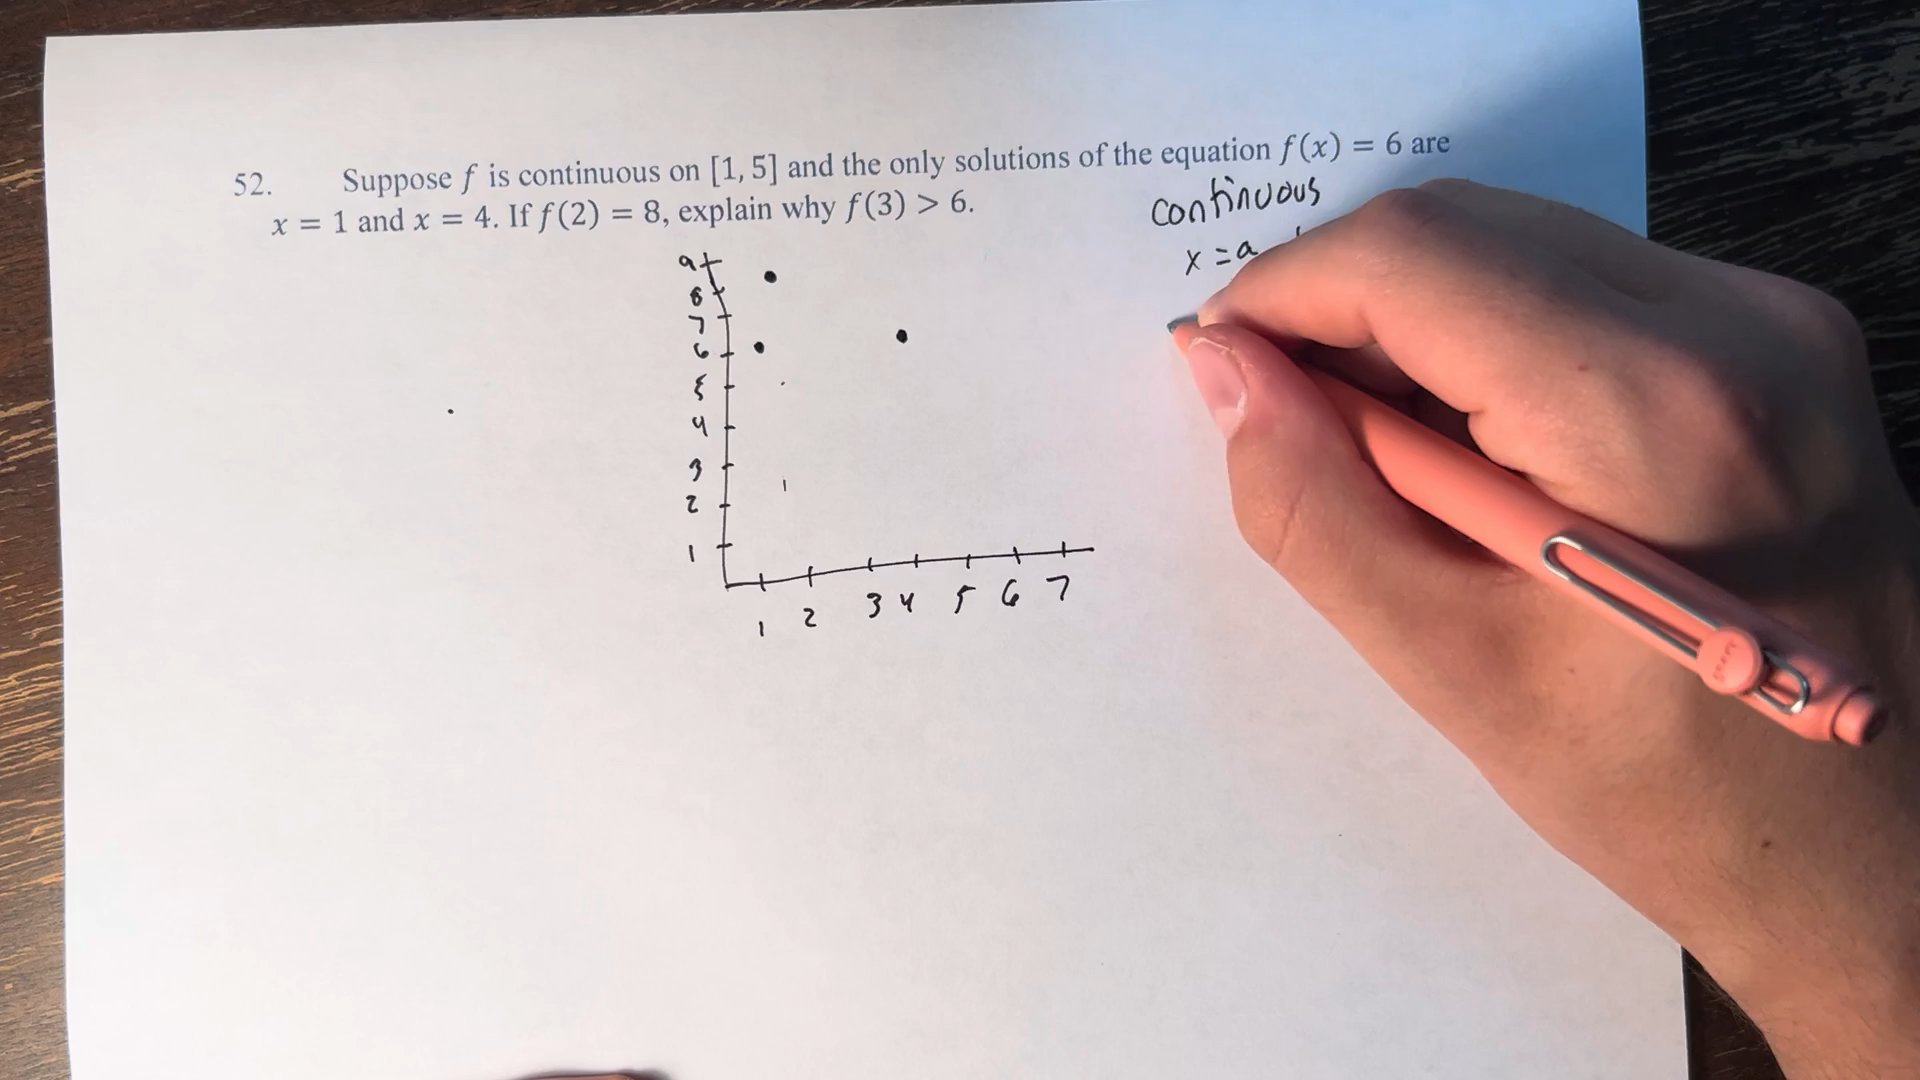 52. Suppose f is continuous on [1, 5] and the only solutions of the equation f(x) = 6 are
x = 1 and x = 4. If f(2) = 8, explain why f(3) > 6.
continuous
x = a
9
8
7
6
5
4
3
2
1
1 2 3 4 5 6 7